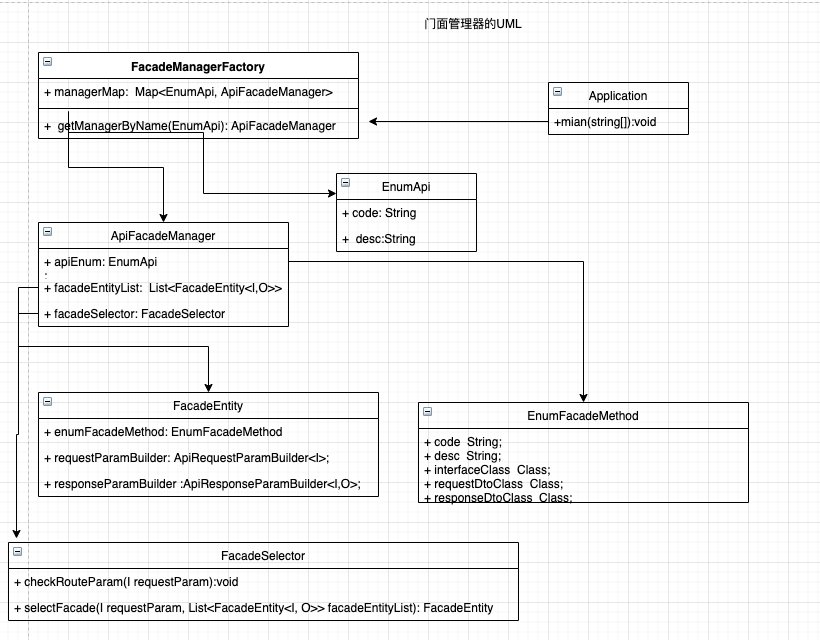 门面管理器的UML
FacadeManagerFactory
+ managerMap:  Map<EnumApi, ApiFacadeManager>
+  getManagerByName(EnumApi): ApiFacadeManager
Application
+mian(string[]):void
EnumApi
+ code: String
+  desc:String
ApiFacadeManager
+ apiEnum: EnumApi
:
+ facadeEntityList:  List<FacadeEntity<I,O>>
+ facadeSelector: FacadeSelector
FacadeEntity
+ enumFacadeMethod: EnumFacadeMethod
+ requestParamBuilder: ApiRequestParamBuilder<I>;
+ responseParamBuilder :ApiResponseParamBuilder<I,O>;
EnumFacadeMethod
+ code  String;
+ desc  String;
+ interfaceClass  Class;
+ requestDtoClass  Class;
+ responseDtoClass  Class;
FacadeSelector
+ checkRouteParam(I requestParam):void
+ selectFacade(I requestParam, List<FacadeEntity<I, O>> facadeEntityList): FacadeEntity